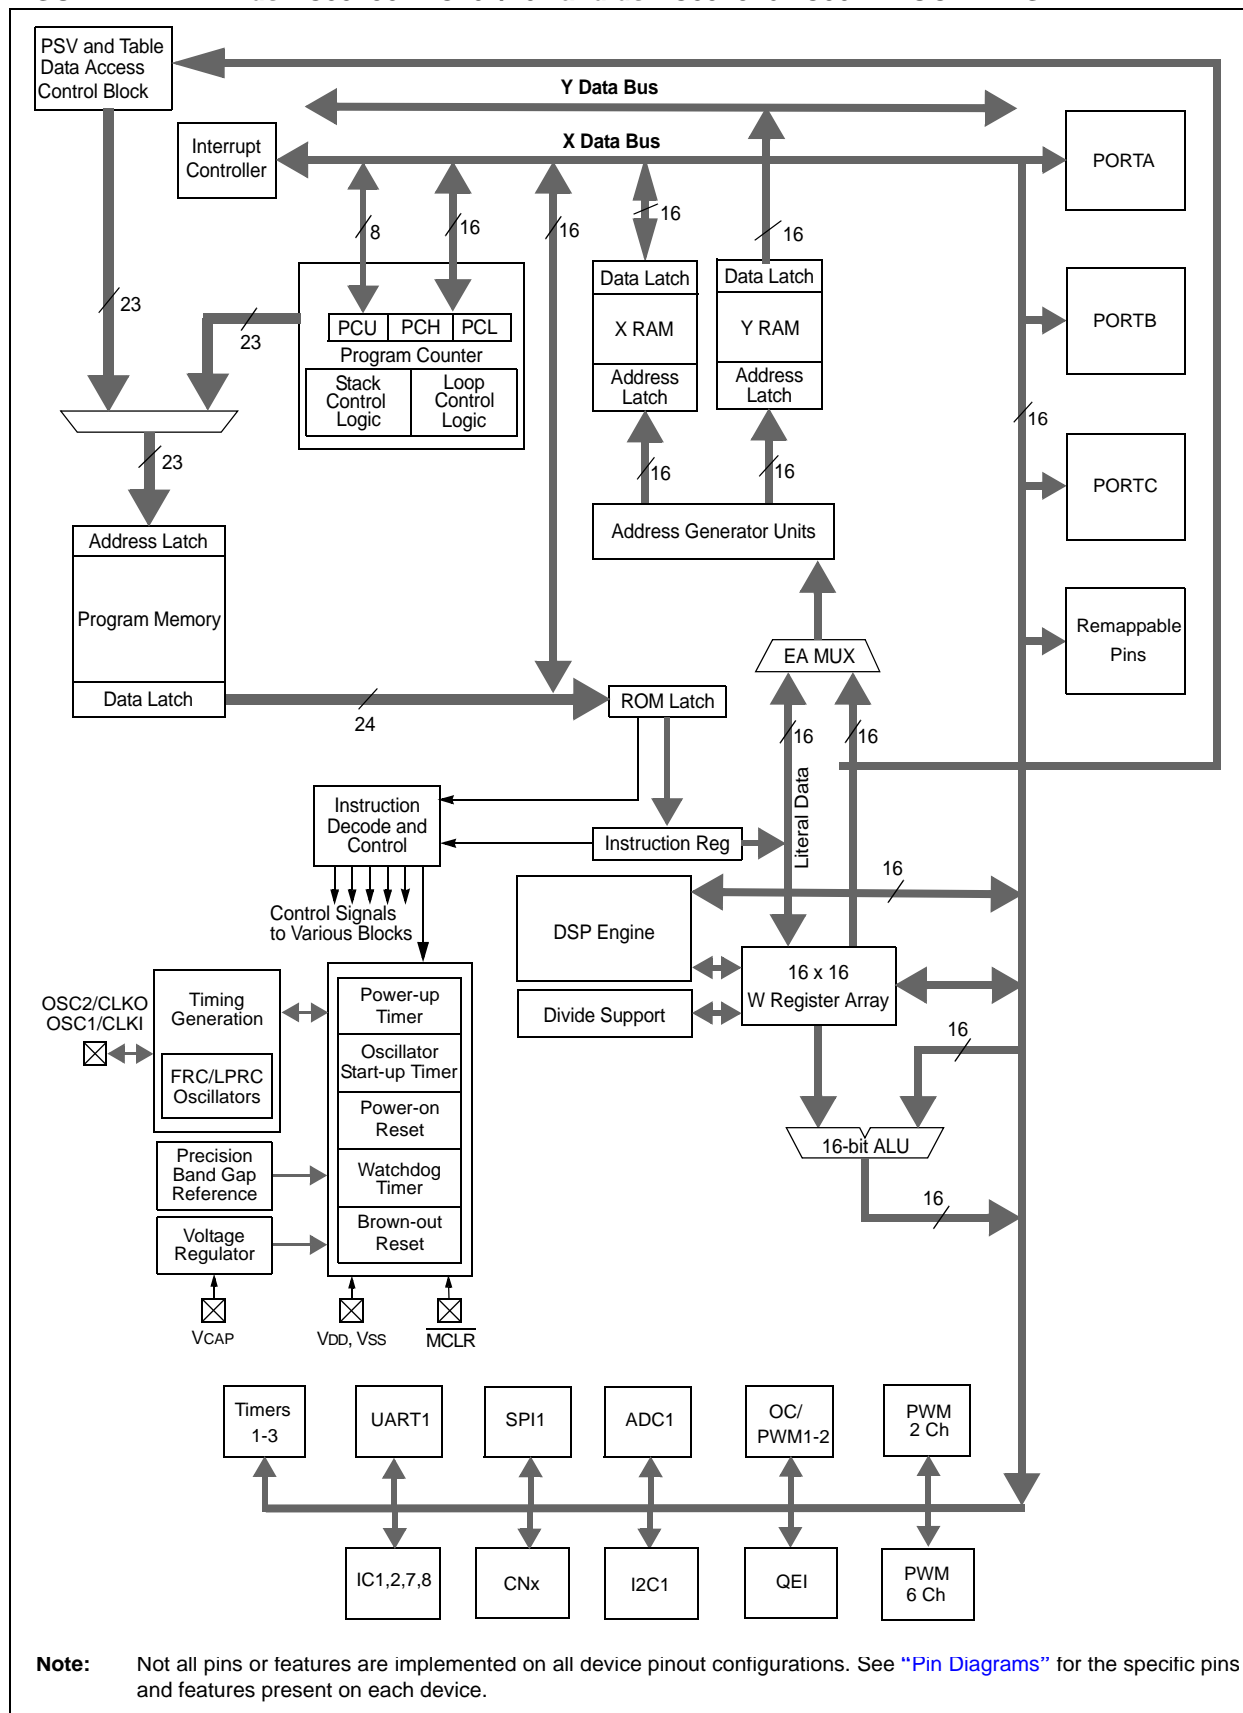 PSV and Table
Data Access
Control Block
Y Data Bus
Interrupt
Controller
X Data Bus
PORTA
8
16
16
16
16
23
23
PCU
PCH
PCL
Program Counter
Stack
Control
Logic
Loop
Control
Logic
Data Latch
X RAM
Address
Latch
Data Latch
Y RAM
Address
Latch
PORTB
16
23
16
16
PORTC
Address Latch
Program Memory
Data Latch
Address Generator Units
Remappable
Pins
EA MUX
24
ROM Latch
16
16
Literal Data
Instruction
Decode and
Control
Instruction Reg
16
Control Signals
to Various Blocks
DSP Engine
16 x 16
W Register Array
Divide Support
OSC2/CLKO
OSC1/CLKI
Timing
Generation
FRC/LPRC
Oscillators
Power-up
Timer
Oscillator
Start-up Timer
Power-on
Reset
Watchdog
Timer
Brown-out
Reset
16
16-bit ALU
Precision
Band Gap
Reference
16
Voltage
Regulator
VCAP
VDD, VSS
MCLR
Timers
1-3
UART1
SPI1
ADC1
OC/
PWM1-2
PWM
2 Ch
IC1,2,7,8
CNx
I2C1
QEI
PWM
6 Ch
Note: Not all pins or features are implemented on all device pinout configurations. See “Pin Diagrams” for the specific pins
and features present on each device.